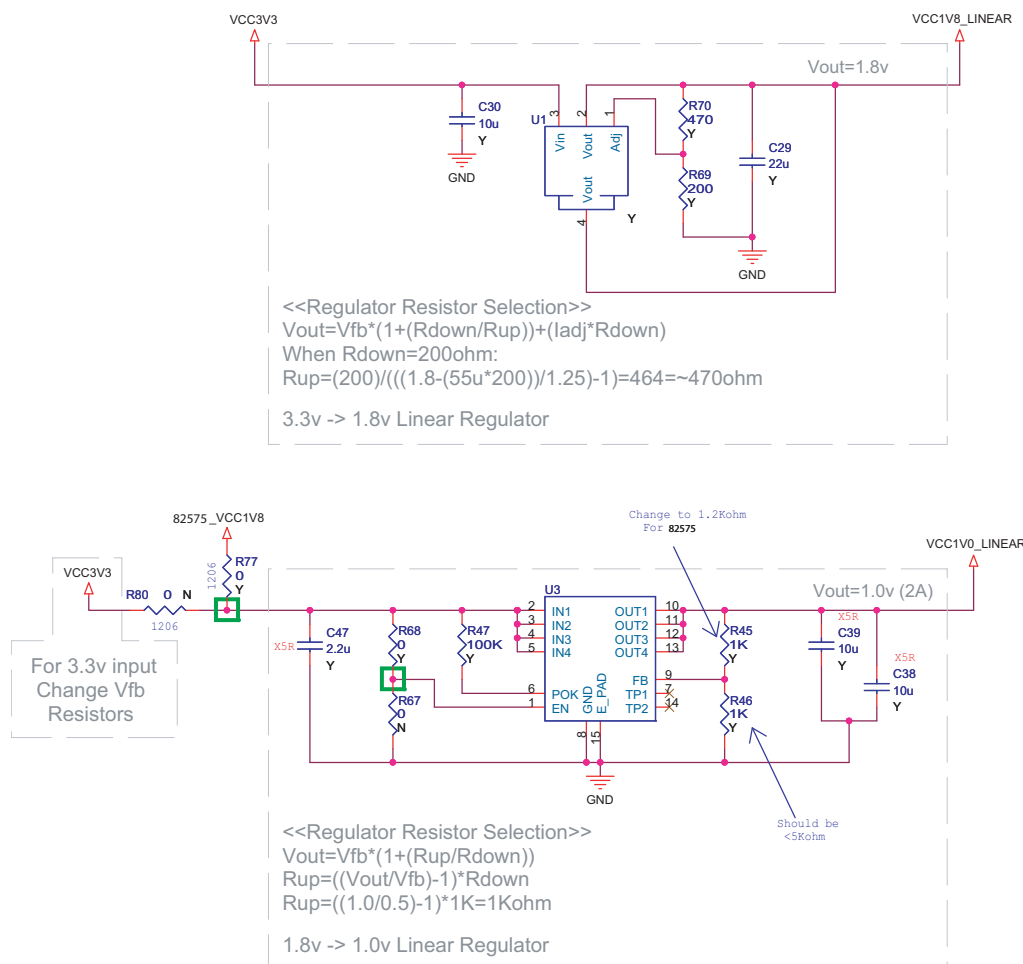 VCC3V3
VCC1V8_LINEAR
Vout=1.8v
C30
10u
Y
GND
U1
3
2
1
Vin
Vout
Adj
Vout
4
Y
R70
470
Y
R69
200
Y
C29
22u
Y
GND
<<Regulator Resistor Selection>>
Vout=Vfb*(1+(Rdown/Rup))+(Iadj*Rdown)
When Rdown=200ohm:
Rup=(200)/(((1.8-(55u*200))/1.25)-1)=464=~470ohm
3.3v -> 1.8v Linear Regulator
82575_VCC1V8
Change to 1.2Kohm
For 82575
VCC1V0_LINEAR
VCC3V3
R80 0 N
1206
1206
R77
0
Y
Vout=1.0v (2A)
For 3.3v input
Change Vfb
Resistors
X5R
C47
2.2u
Y
R68
0
Y
R67
0
N
R47
100K
Y
U3
2
3
4
5
6
1
IN1
IN2
IN3
IN4
POK
EN
GND
E_PAD
8
15
OUT1
OUT2
OUT3
OUT4
FB
TP1
TP2
10
11
12
13
9
7
14
GND
R45
1K
Y
R46
1K
Y
X5R
C39
10u
Y
X5R
C38
10u
Y
Should be
<5Kohm
<<Regulator Resistor Selection>>
Vout=Vfb*(1+(Rup/Rdown))
Rup=((Vout/Vfb)-1)*Rdown
Rup=((1.0/0.5)-1)*1K=1Kohm
1.8v -> 1.0v Linear Regulator